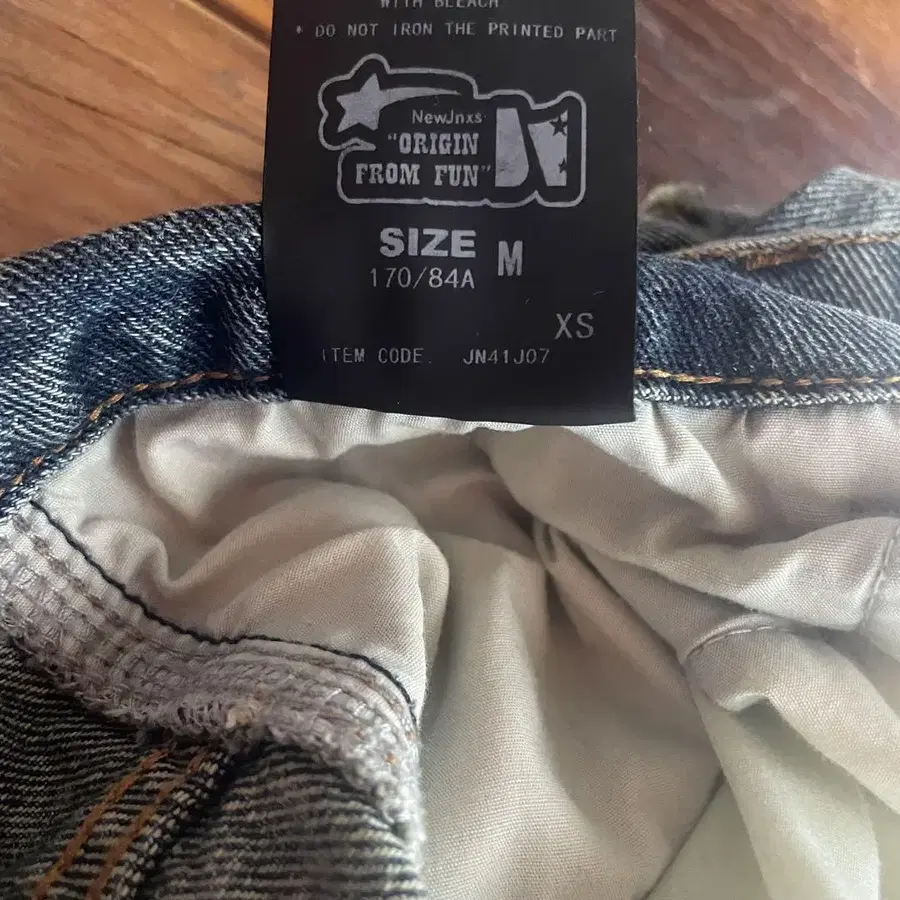 WITH BLEACH
* DO NOT IRON THE PRINTED PART
NewJnxs
"ORIGIN
FROM FUN"
SIZE M
170/84A
XS
ITEM CODE. JN41J07